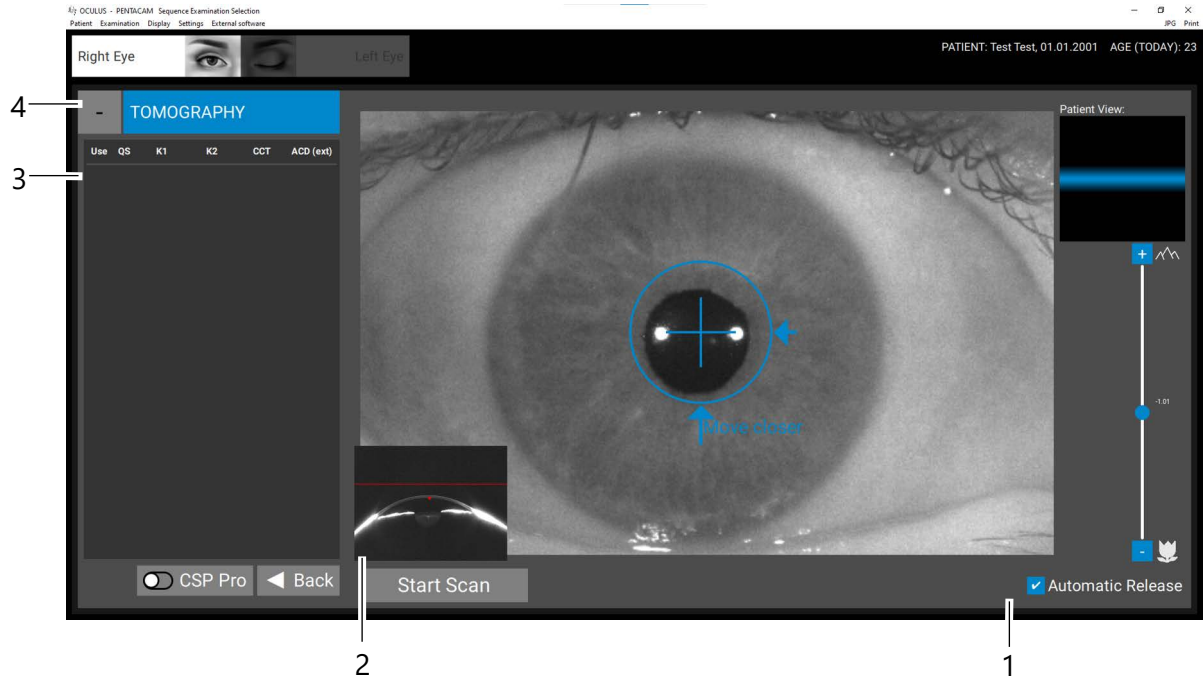 OCULUS - PENTACAM Sequence Examination Selection
Patient Examination Display Settings External software
JPG Print
Right Eye
Left Eye
PATIENT: Test Test, 01.01.2001 AGE (TODAY): 23
4
- TOMOGRAPHY
Patient View:
Use QS K1 K2 CCT ACD (ext)
3
+
-1.01
Move closer
-
CSP Pro
Back
Start Scan
Automatic Release
2
1